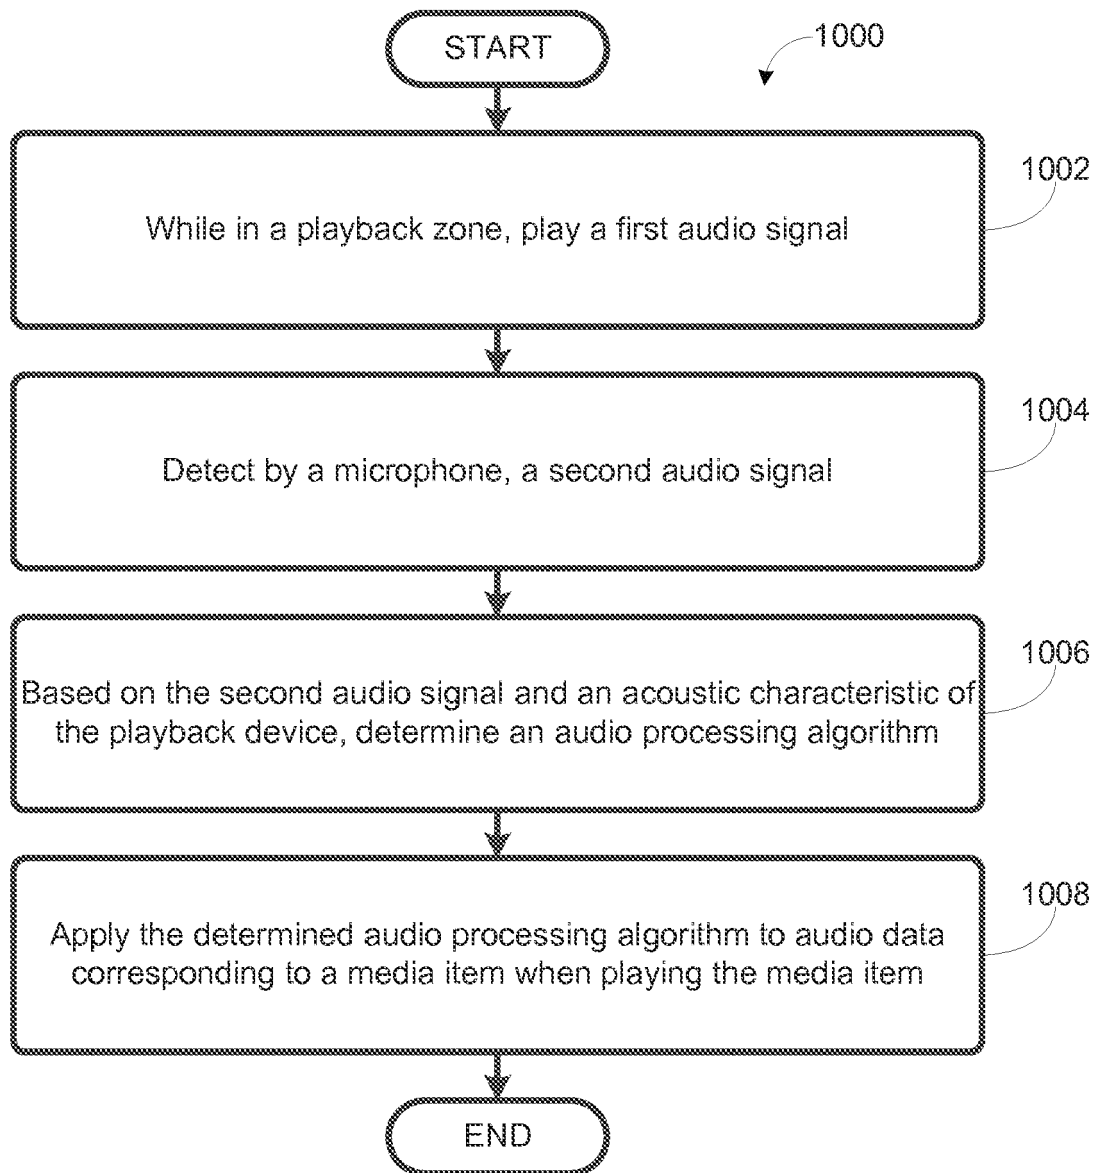 START
1000
1002
While in a playback zone, play a first audio signal
1004
Detect by a microphone, a second audio signal
1006
Based on the second audio signal and an acoustic characteristic of
the playback device, determine an audio processing algorithm
1008
Apply the determined audio processing algorithm to audio data
corresponding to a media item when playing the media item
END